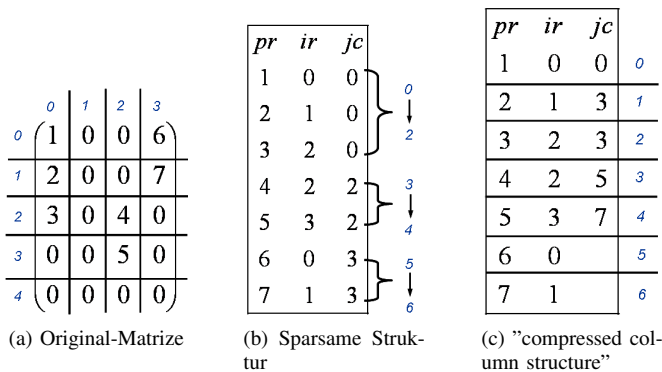 0 1 2 3
0 1 0 0 6
1 2 0 0 7
2 3 0 4 0
3 0 0 5 0
4 0 0 0 0
(a) Original-Matrize
pr ir jc
1 0 0
2 1 0
3 2 0
4 2 2
5 3 2
6 0 3
7 1 3
0
2
3
4
5
6
(b) Sparsame Struk-
tur
pr ir jc
1 0 0 0
2 1 3 1
3 2 3 2
4 2 5 3
5 3 7 4
6 0 5
7 1 6
(c) ”compressed col-
umn structure”